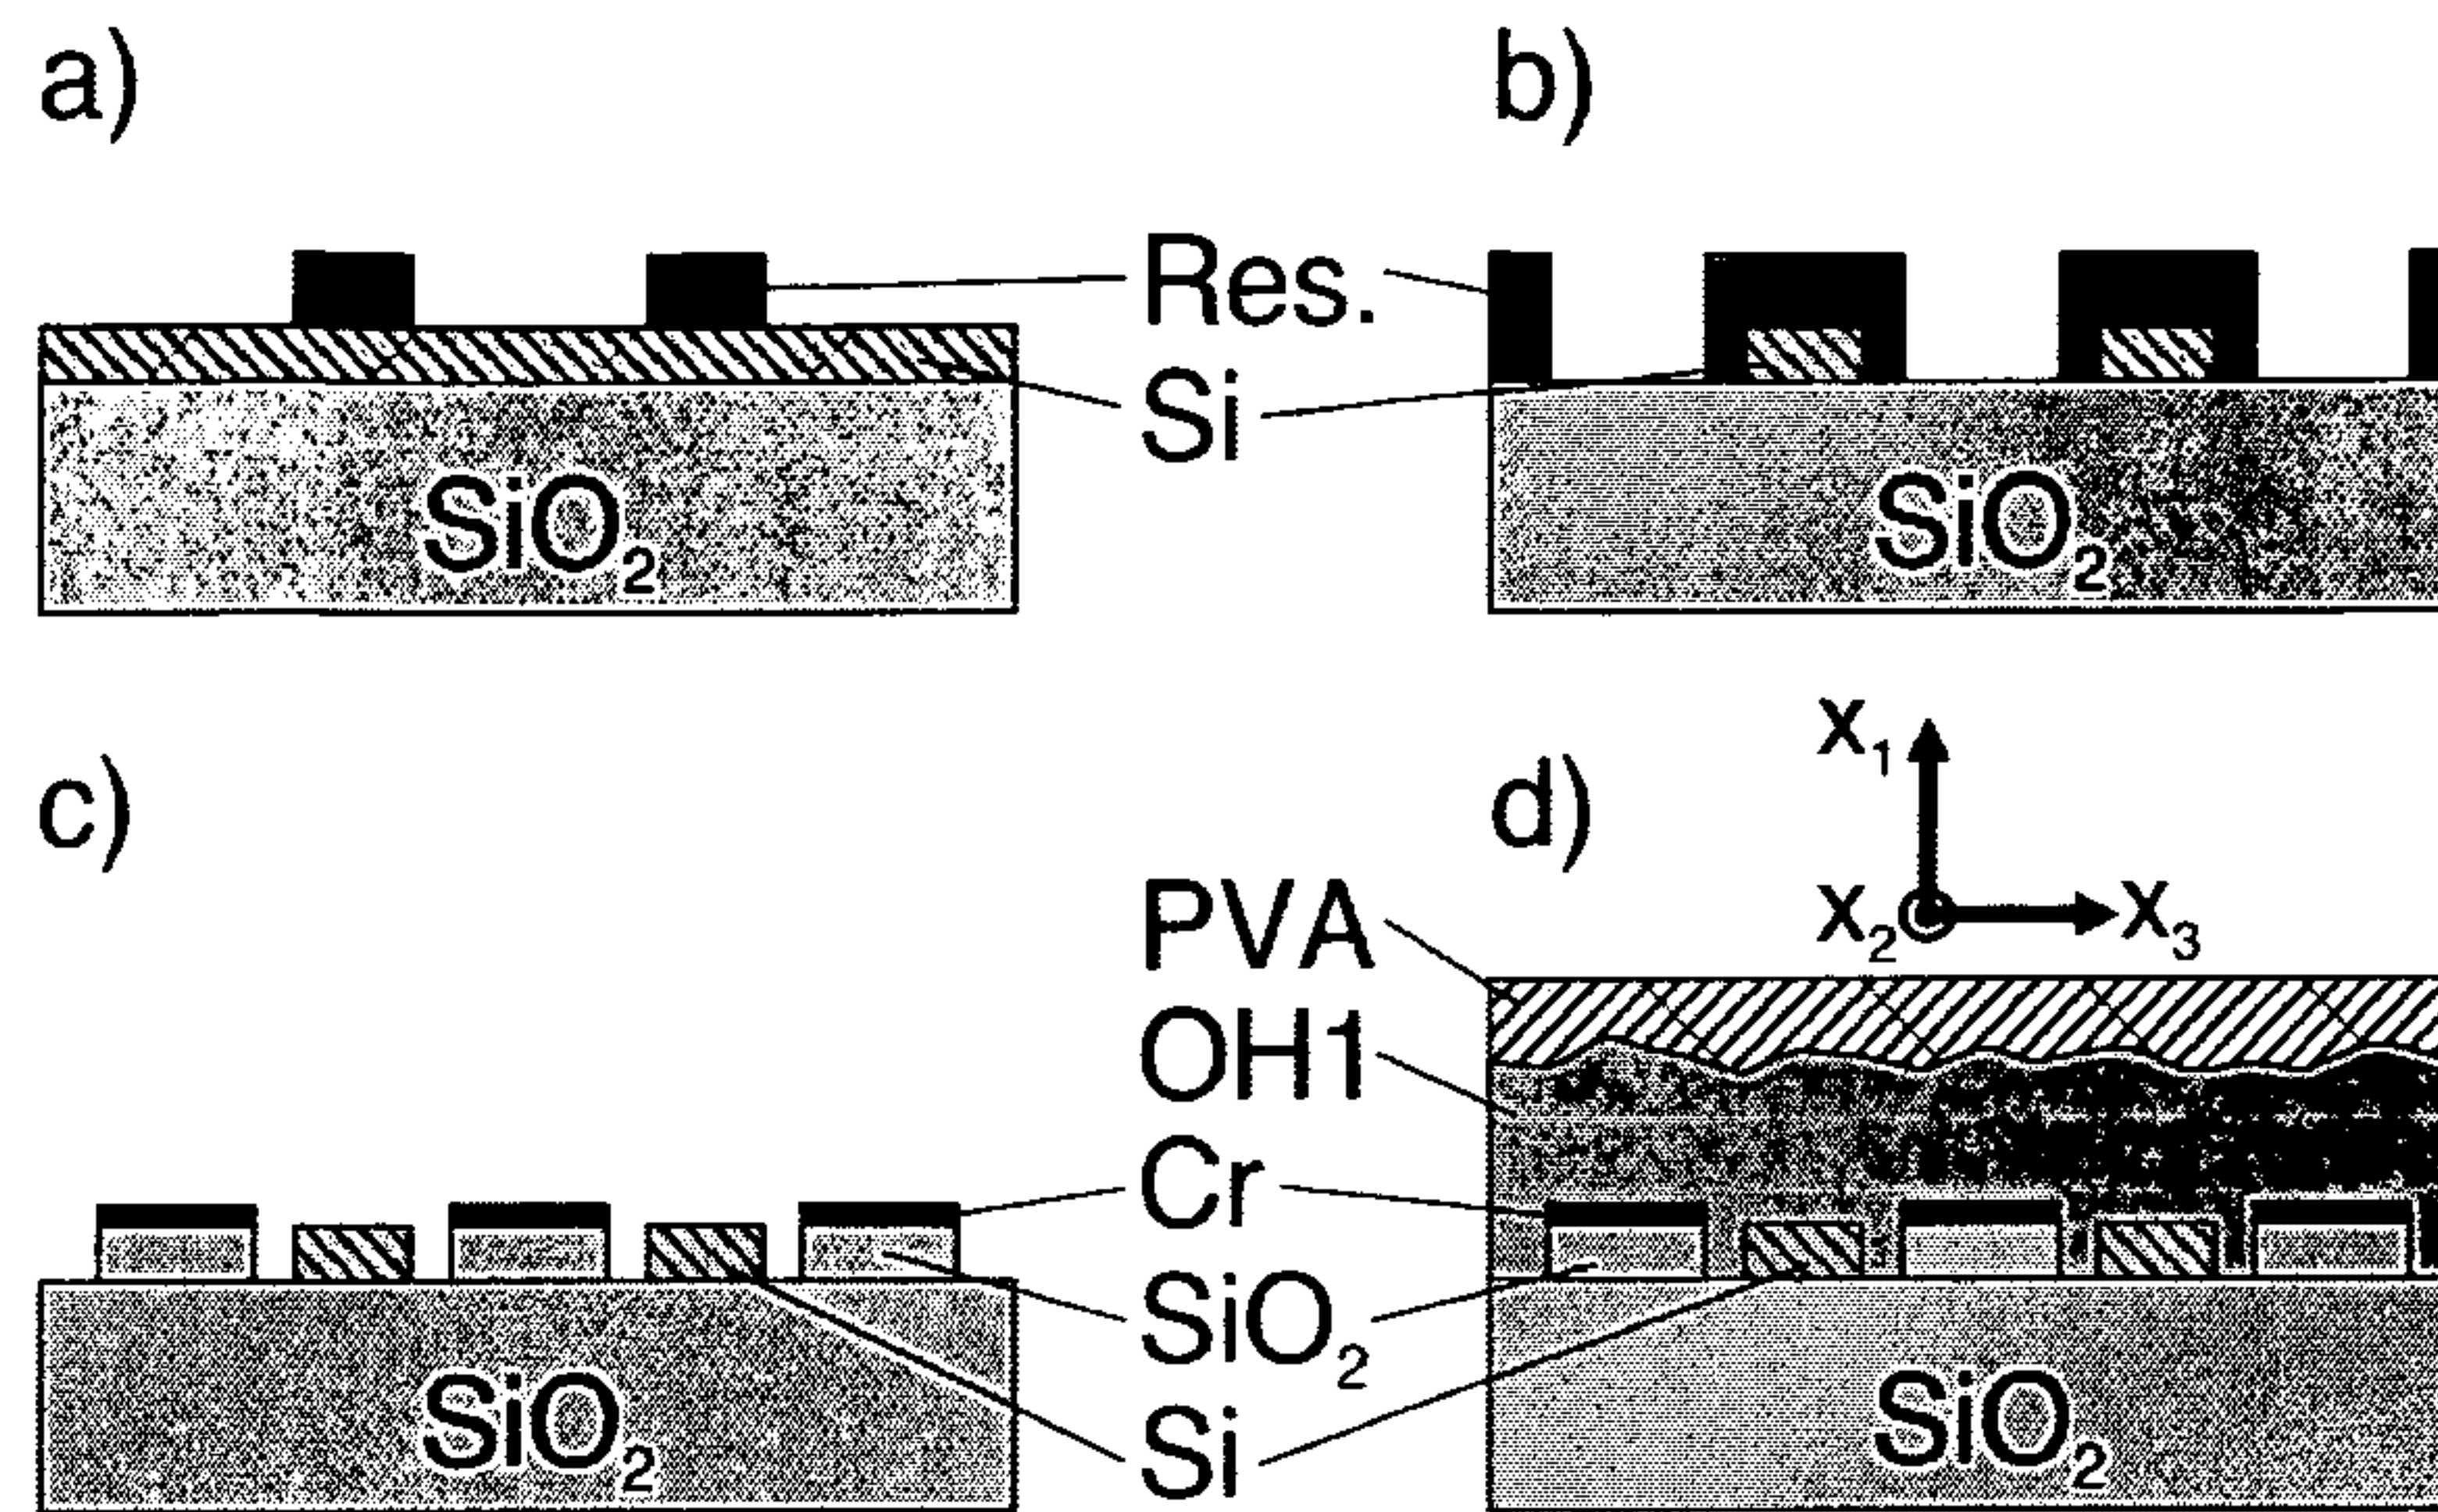 a)
b)
Res.
Si
SiO₂
SiO₂
c)
d)
x₁
x₂
x₃
PVA
OH1
Cr
SiO₂
Si
SiO₂
SiO₂